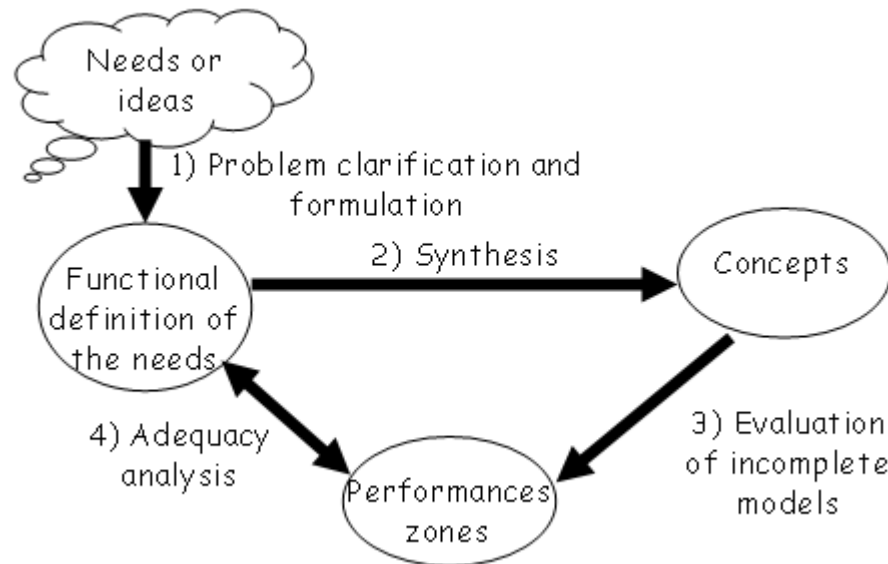 Needs or
ideas
1) Problem clarification and
formulation
2) Synthesis
Concepts
Functional
definition of
the needs
4) Adequacy
analysis
3) Evaluation
of incomplete
models
Performances
zones